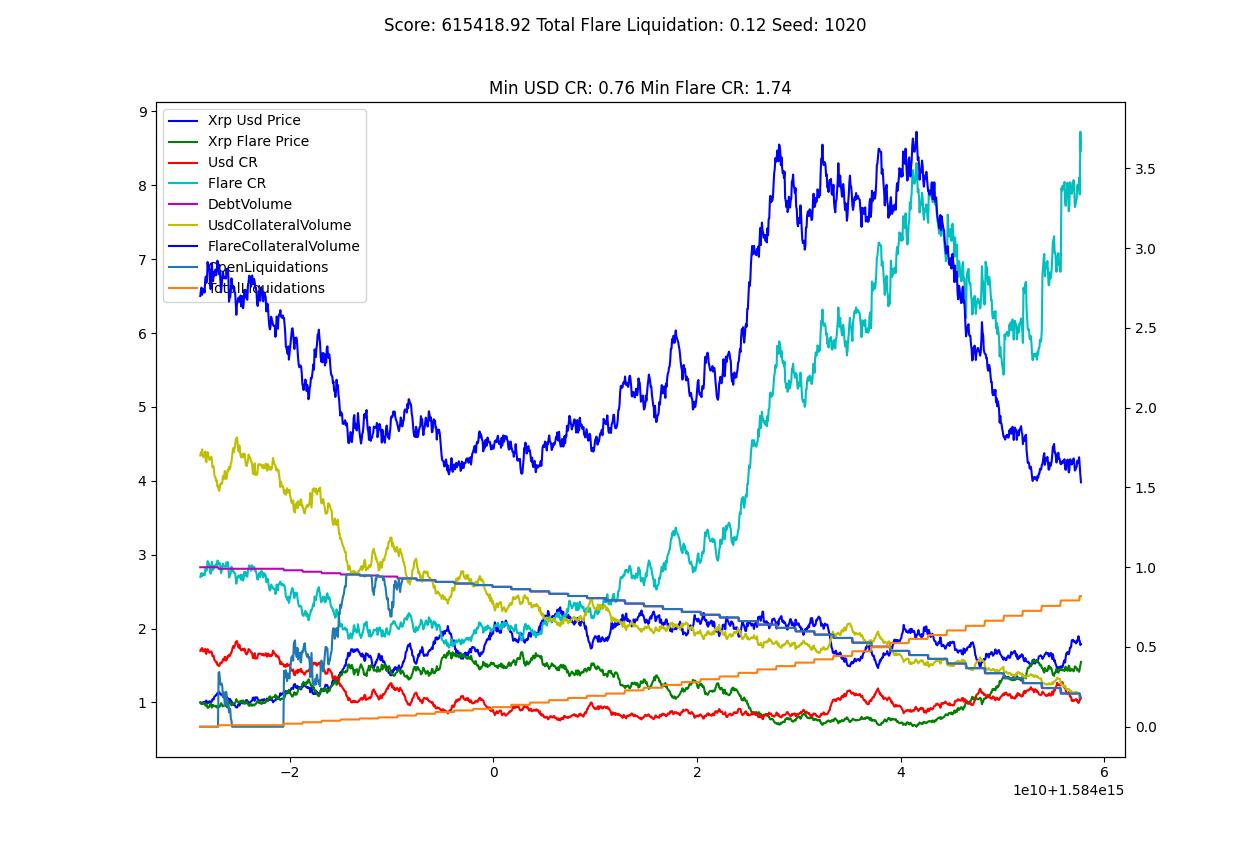 Score: 615418.92 Total Flare Liquidation: 0.12 Seed: 1020
Min USD CR: 0.76 Min Flare CR: 1.74
Xrp Usd Price
Xrp Flare Price
Usd CR
Flare CR
DebtVolume
UsdCollateralVolume
FlareCollateralVolume
OpenLiquidations
TotalLiquidations
9
8
7
6
5
4
3
2
1
3.5
3.0
2.5
2.0
1.5
1.0
0.5
0.0
−2 0 2 4 6
1e10+1.584e15